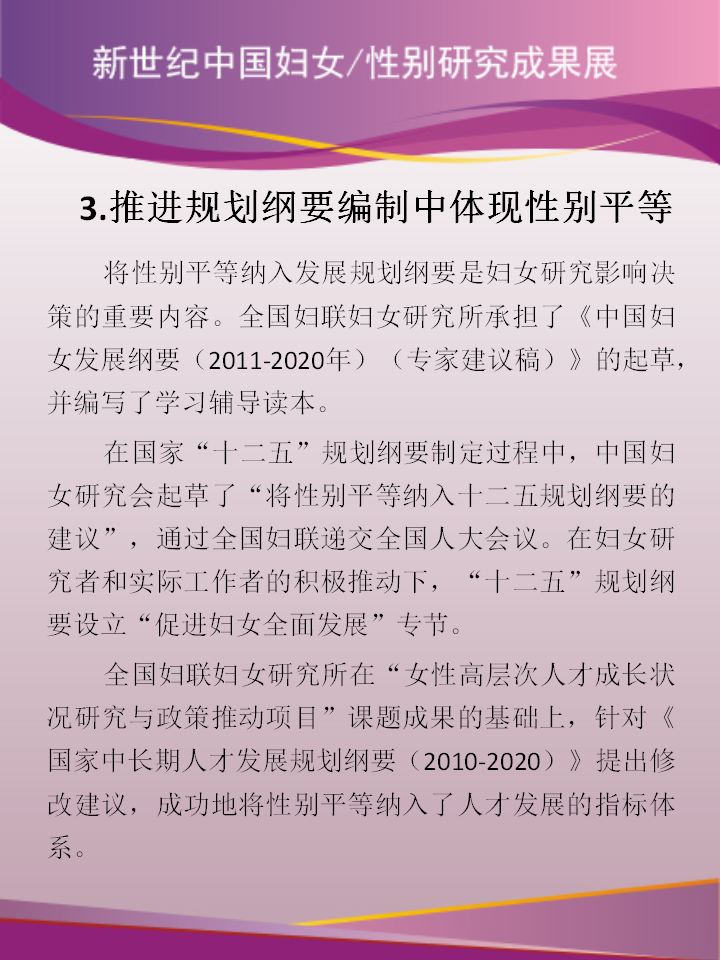 新世纪中国妇女/性别研究成果展
3.推进规划纲要编制中体现性别平等
将性别平等纳入发展规划纲要是妇女研究影响决
策的重要内容。全国妇联妇女研究所承担了《中国妇
女发展纲要（2011-2020年）（专家建议稿）》的起草，
并编写了学习辅导读本。
在国家“十二五”规划纲要制定过程中，中国妇
女研究会起草了“将性别平等纳入十二五规划纲要的
建议”，通过全国妇联递交全国人大会议。在妇女研
究者和实际工作者的积极推动下，“十二五”规划纲
要设立“促进妇女全面发展”专节。
全国妇联妇女研究所在“女性高层次人才成长状
况研究与政策推动项目”课题成果的基础上，针对《
国家中长期人才发展规划纲要（2010-2020）》提出修
改建议，成功地将性别平等纳入了人才发展的指标体
系。